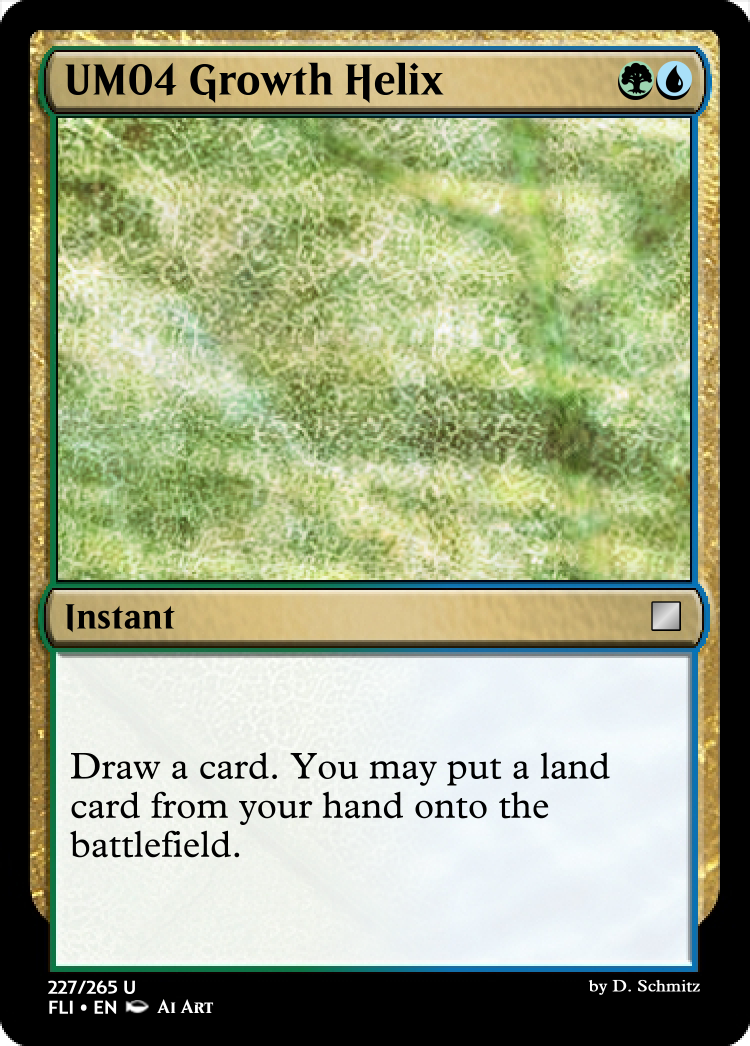 UM04 Growth Helix
Instant
Draw a card. You may put a land
card from your hand onto the
battlefield.
227/265 U
by D. Schmitz
FLI • EN AI ART